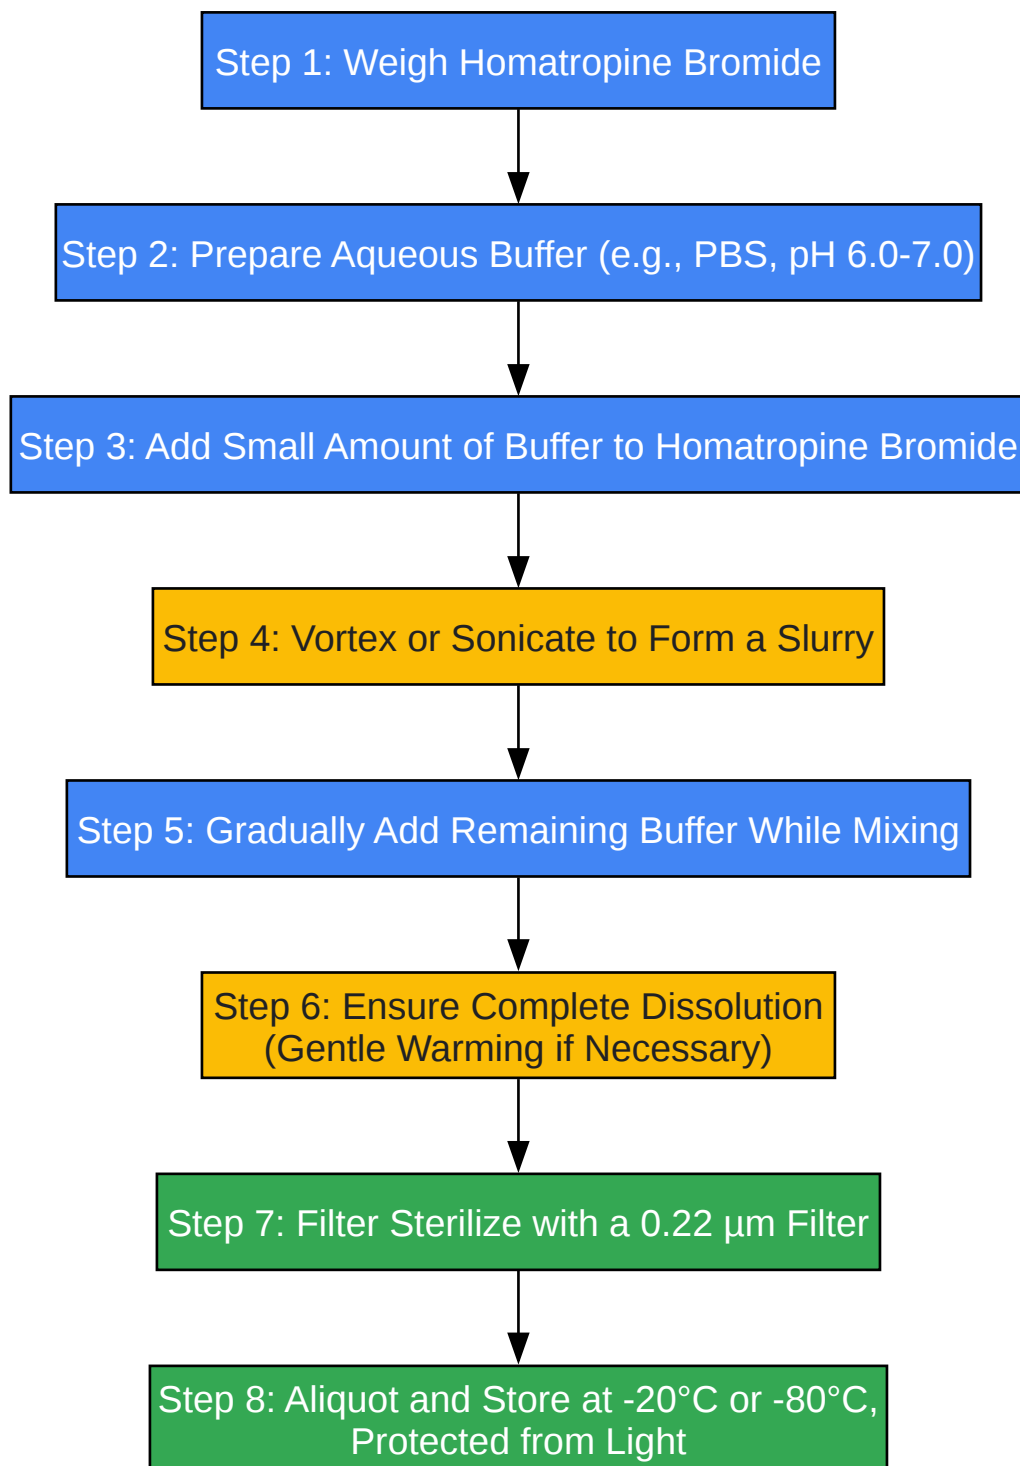 Step 1: Weigh Homatropine Bromide
Step 2: Prepare Aqueous Buffer (e.g., PBS, pH 6.0-7.0)
Step 3: Add Small Amount of Buffer to Homatropine Bromide
Step 4: Vortex or Sonicate to Form a Slurry
Step 5: Gradually Add Remaining Buffer While Mixing
Step 6: Ensure Complete Dissolution
(Gentle Warming if Necessary)
Step 7: Filter Sterilize with a 0.22 µm Filter
Step 8: Aliquot and Store at -20°C or -80°C,
Protected from Light